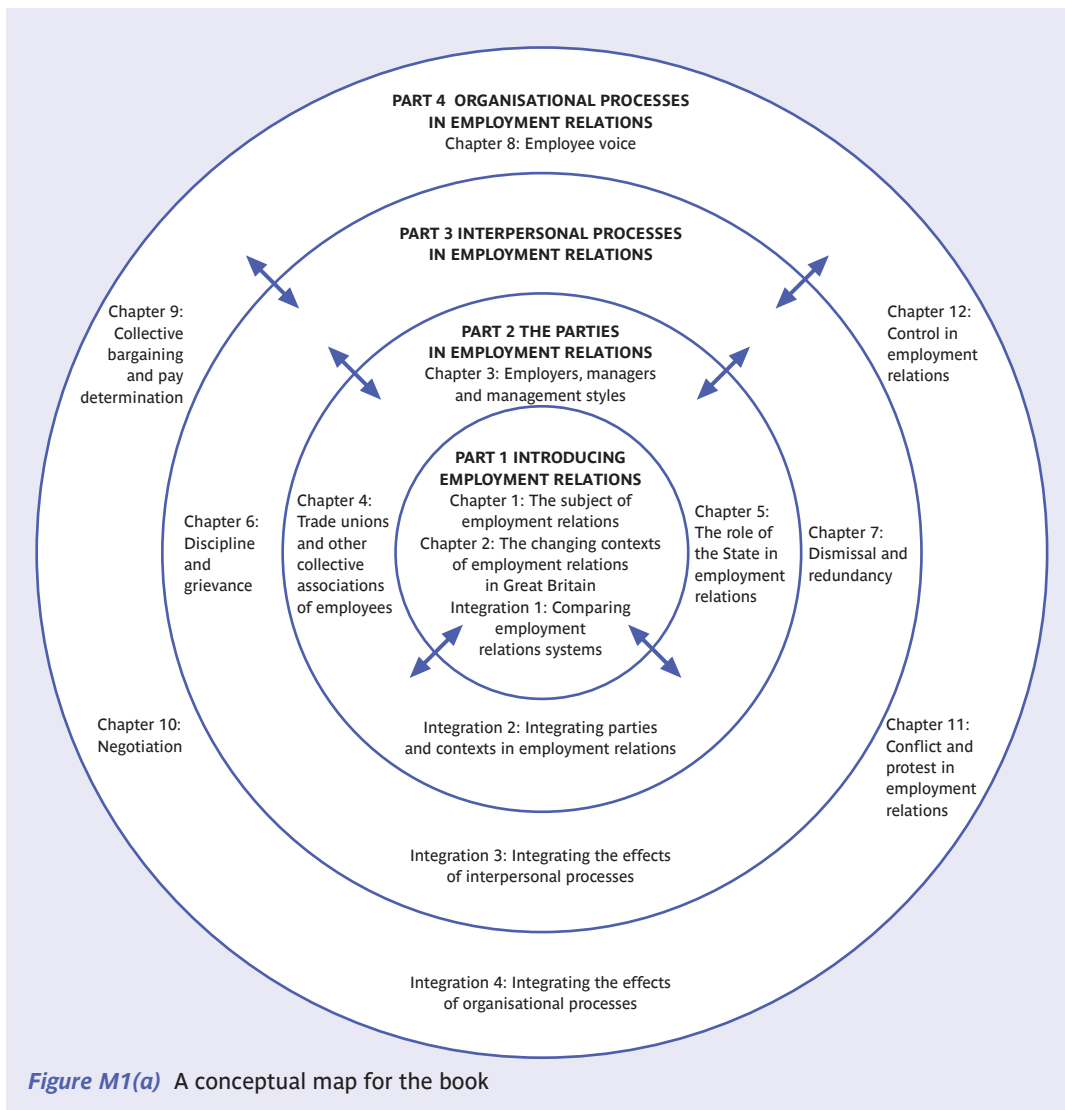 PART 4 ORGANISATIONAL PROCESSES
IN EMPLOYMENT RELATIONS
Chapter 8: Employee voice
PART 3 INTERPERSONAL PROCESSES
IN EMPLOYMENT RELATIONS
Chapter 9:
Collective
bargaining
and pay
determination
PART 2 THE PARTIES
IN EMPLOYMENT RELATIONS
Chapter 3: Employers, managers
and management styles
Chapter 12:
Control in
employment
relations
PART 1 INTRODUCING
EMPLOYMENT RELATIONS
Chapter 1: The subject of
employment relations
Chapter 2: The changing contexts
of employment relations
in Great Britain
Integration 1: Comparing
employment
relations systems
Chapter 6:
Discipline
and
grievance
Chapter 4:
Trade unions
and other
collective
associations
of employees
Chapter 5:
The role of
the State in
employment
relations
Chapter 7:
Dismissal and
redundancy
Chapter 10:
Negotiation
Integration 2: Integrating parties
and contexts in employment relations
Chapter 11:
Conflict and
protest in
employment
relations
Integration 3: Integrating the effects
of interpersonal processes
Integration 4: Integrating the effects
of organisational processes
Figure M1(a) A conceptual map for the book